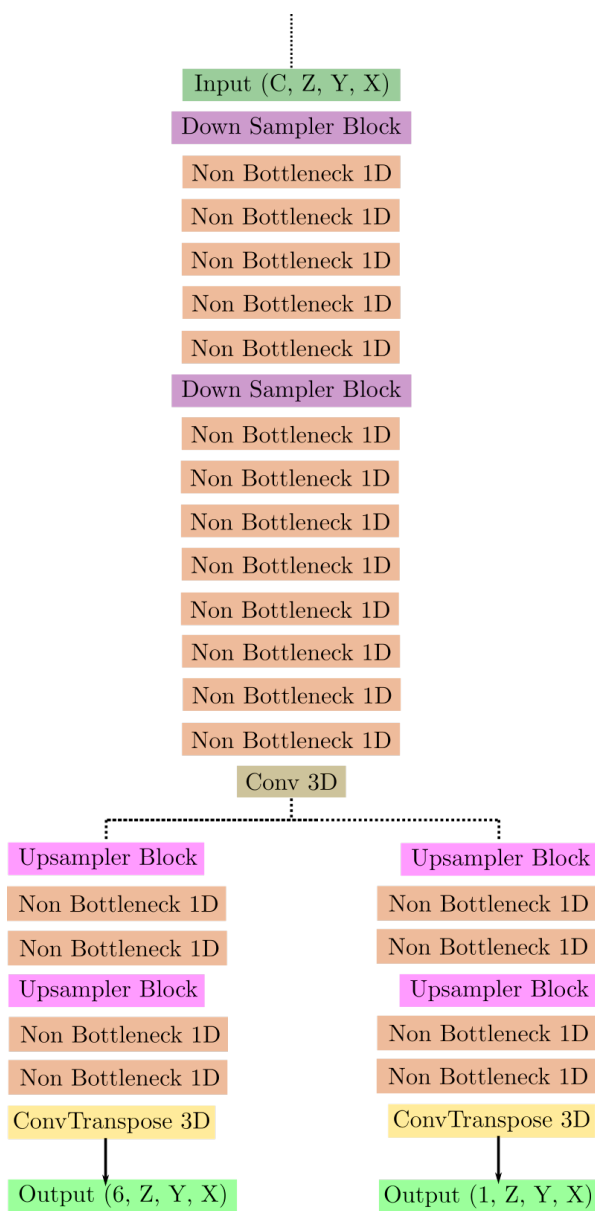 Input (C, Z, Y, X)
Down Sampler Block
Non Bottleneck 1D
Non Bottleneck 1D
Non Bottleneck 1D
Non Bottleneck 1D
Non Bottleneck 1D
Down Sampler Block
Non Bottleneck 1D
Non Bottleneck 1D
Non Bottleneck 1D
Non Bottleneck 1D
Non Bottleneck 1D
Non Bottleneck 1D
Non Bottleneck 1D
Non Bottleneck 1D
Conv 3D
Upsampler Block
Non Bottleneck 1D
Non Bottleneck 1D
Upsampler Block
Non Bottleneck 1D
Non Bottleneck 1D
ConvTranspose 3D
Output (6, Z, Y, X)
Upsampler Block
Non Bottleneck 1D
Non Bottleneck 1D
Upsampler Block
Non Bottleneck 1D
Non Bottleneck 1D
ConvTranspose 3D
Output (1, Z, Y, X)